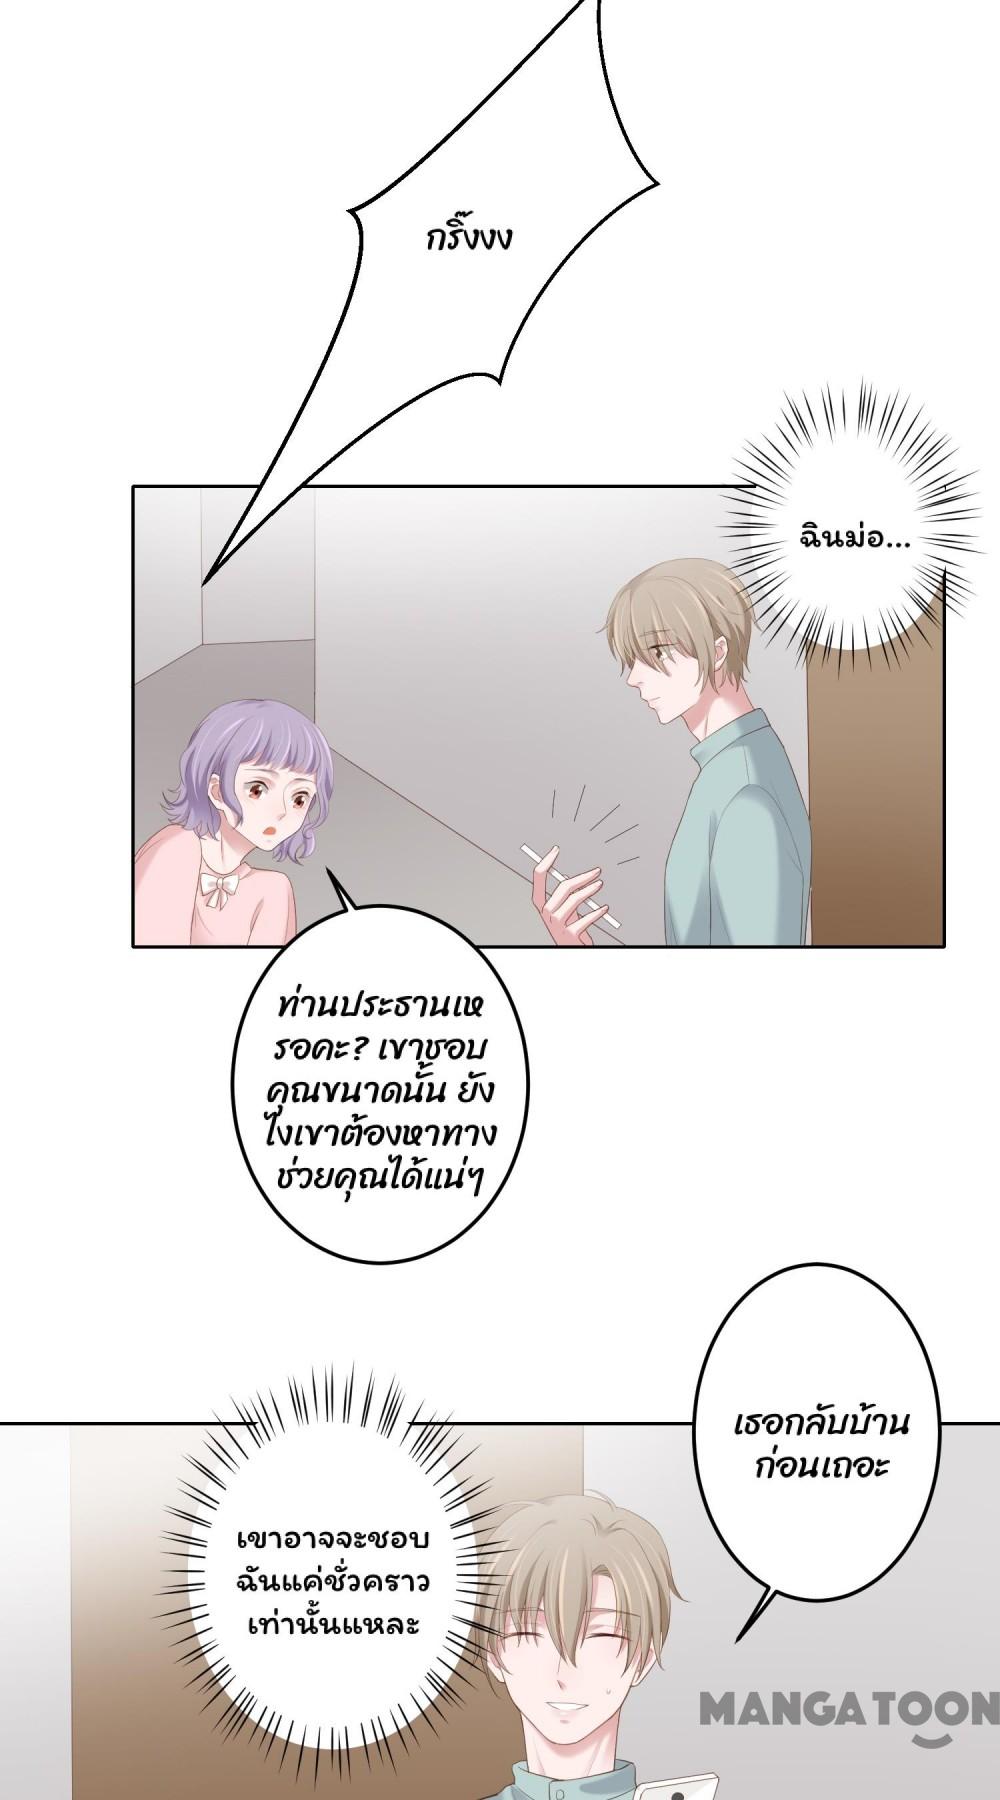 กริ๊งงง
ฉินม่อ...
ท่านประธานเห
รอคะ? เขาชอบ
คุณขนาดนั้น ยัง
ไงเขาต้องหาทาง
ช่วยคุณได้แน่ๆ
เธอกลับบ้าน
ก่อนเถอะ
เขาอาจจะชอบ
ฉันแค่ชั่วคราว
เท่านั้นแหละ
MANGATOON